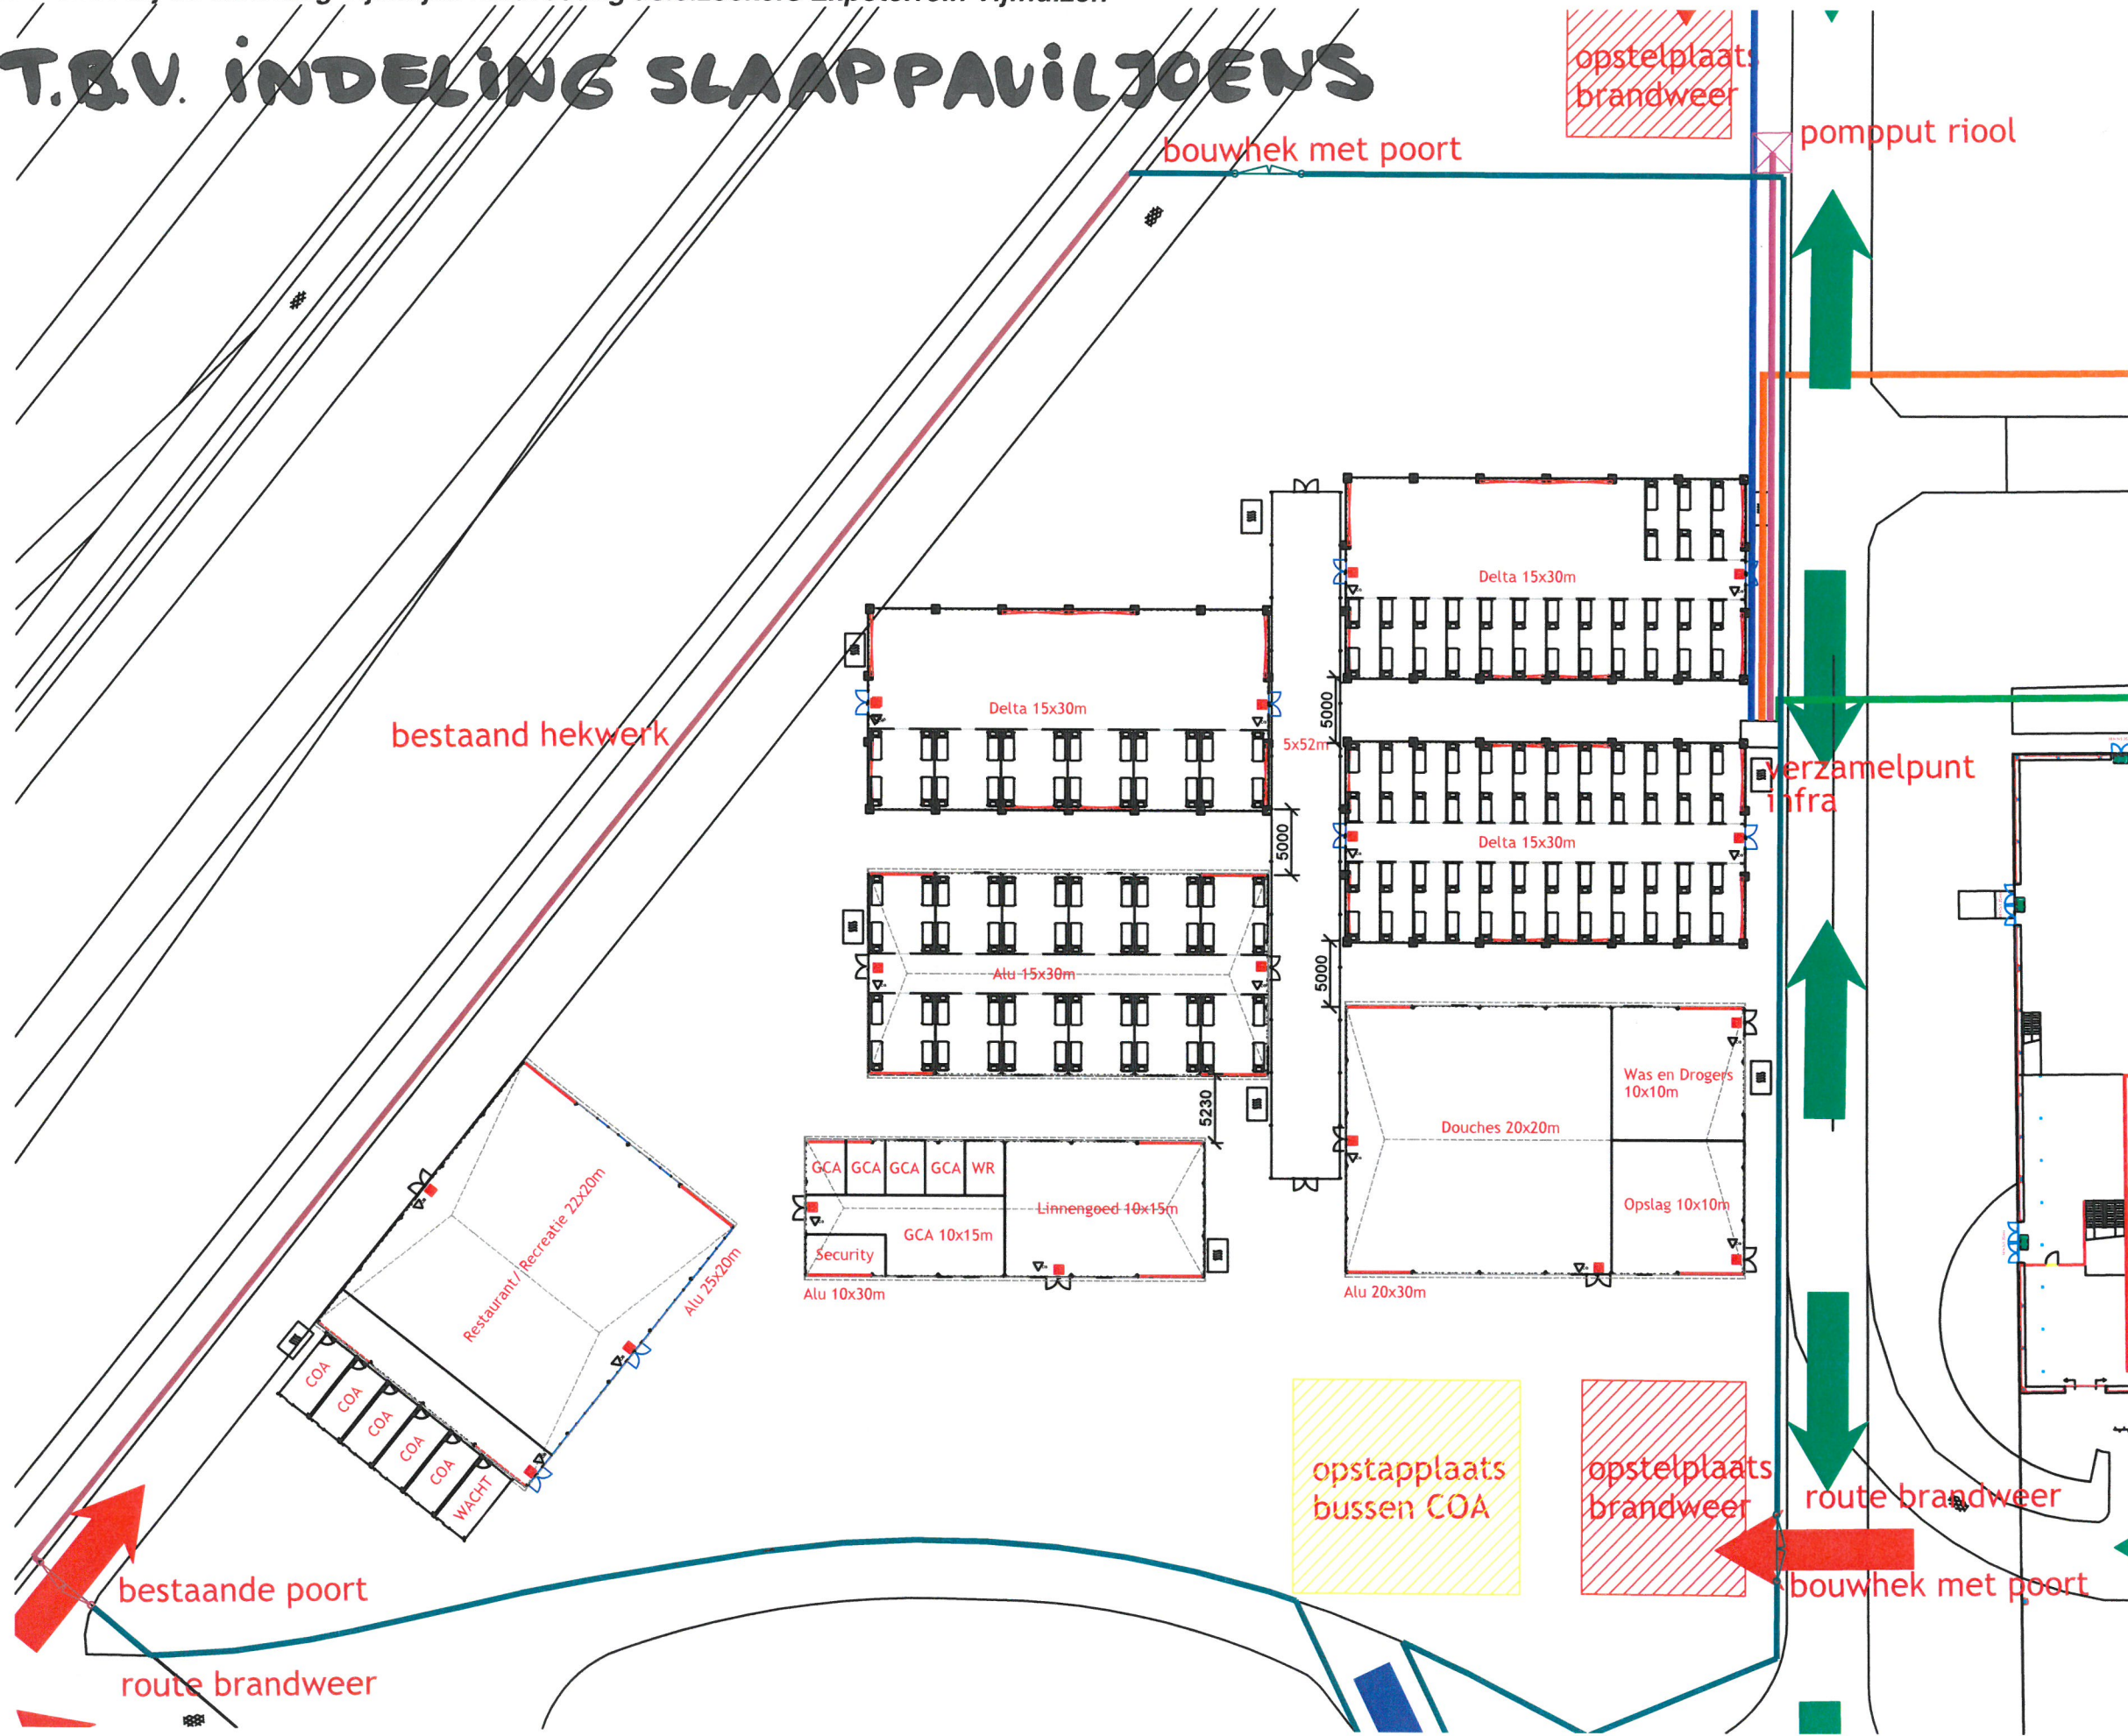 Expoterrein Vijfhuizen
T.B.V. INDELING SLAAPPAVILJOENS
opstelplaats
brandweer
pompput riool
bouwhek met poort
Delta 15x30m
bestaand hekwerk
Delta 15x30m
5x52m
5000
verzamelpunt
infra
5000
Delta 15x30m
Alu 15x30m
5000
Was en Drogers
10x10m
5230
Douches 20x20m
GCA GCA GCA GCA WR
Linnengoed 10x15m
Opslag 10x10m
GCA 10x15m
Security
Alu 10x30m
Alu 20x30m
Restaurant/ Recreatie 22x20m
Alu 25x20m
COA
COA
COA
COA
COA
WACHT
opstapplaats
bussen COA
opstelplaats
brandweer
route brandweer
bouwhek met poort
bestaande poort
route brandweer